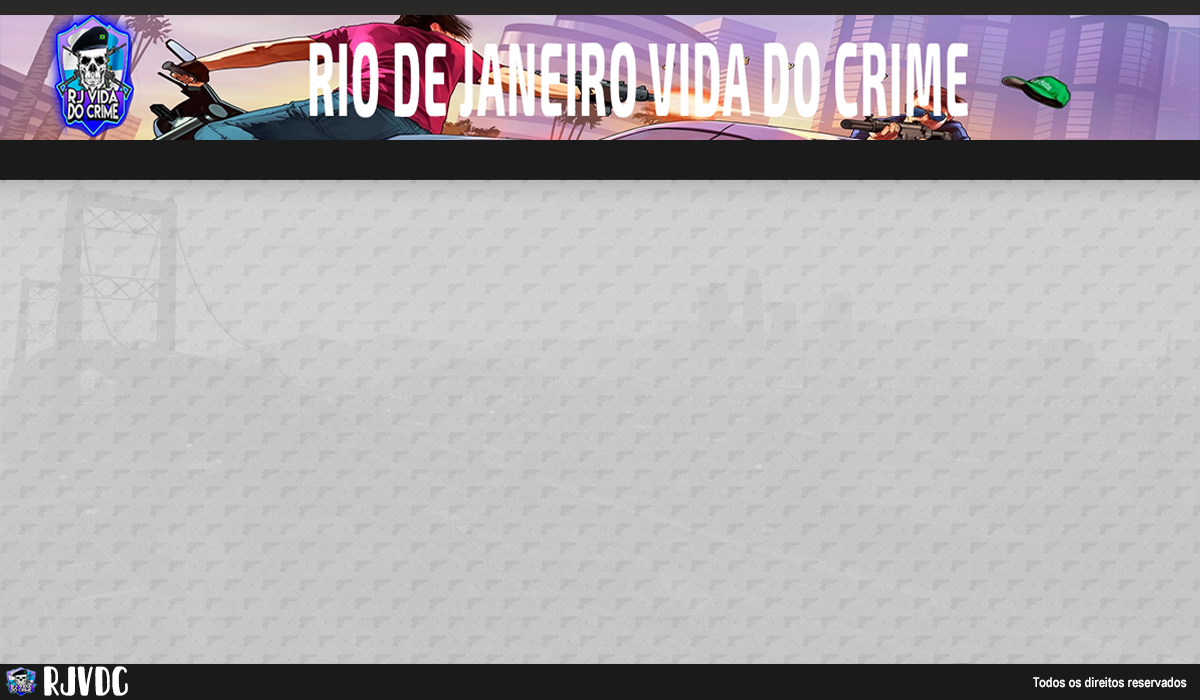 RJ VIDA
DO CRIME
RIO DE JANEIRO VIDA DO CRIME
RJVDC
Todos os direitos reservados